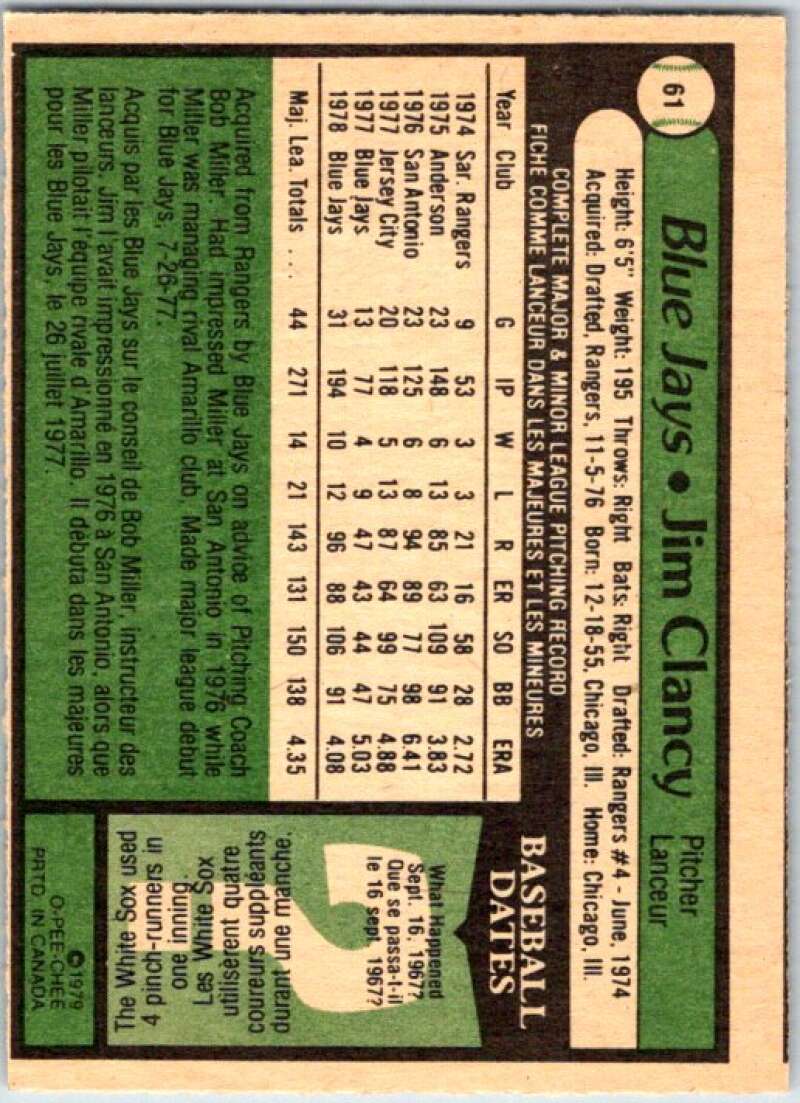 61
Blue Jays • Jim Clancy
Pitcher
Lanceur
Height: 6'5" Weight: 195 Throws: Right Bats: Right Drafted: Rangers #4 - June, 1974
Acquired: Drafted, Rangers, 11-5-76 Born: 12-18-55, Chicago, Ill. Home: Chicago, Ill.
COMPLETE MAJOR & MINOR LEAGUE PITCHING RECORD
FICHE COMME LANCEUR DANS LES MAJEURES ET LES MINEURES
Year Club G IP W L R ER SO BB ERA
1974 Sar. Rangers 9 53 3 3 21 16 58 28 2.72
1975 Anderson 23 148 6 13 85 63 109 91 3.83
1976 San Antonio 23 125 6 8 94 89 77 98 6.41
1977 Jersey City 20 118 5 13 87 64 99 75 4.88
1977 Blue Jays 13 77 4 9 47 43 44 47 5.03
1978 Blue Jays 31 194 10 12 96 88 106 91 4.08
Maj. Lea. Totals .... 44 271 14 21 143 131 150 138 4.35
Acquired from Rangers by Blue Jays on advice of Pitching Coach
Bob Miller. Had impressed Miller at San Antonio in 1976 while
Miller was managing rival Amarillo club. Made major league debut
for Blue Jays, 7-26-77.
Acquis par les Blue Jays sur le conseil de Bob Miller, instructeur des
lanceurs. Jim l'avait impressionné en 1976 à San Antonio, alors que
Miller pilotait l'équipe rivale d'Amarillo. Il débuta dans les majeures
pour les Blue Jays, le 26 juillet 1977.
BASEBALL
DATES
What Happened
Sept. 16, 1967?
Que se passa-t-il
le 16 sept. 1967?
The White Sox used
4 pinch-runners in
one inning.
Les White Sox
utilisèrent quatre
coureurs suppléants
durant une manche.
©1979
O-PEE-CHEE
PRTD. IN CANADA